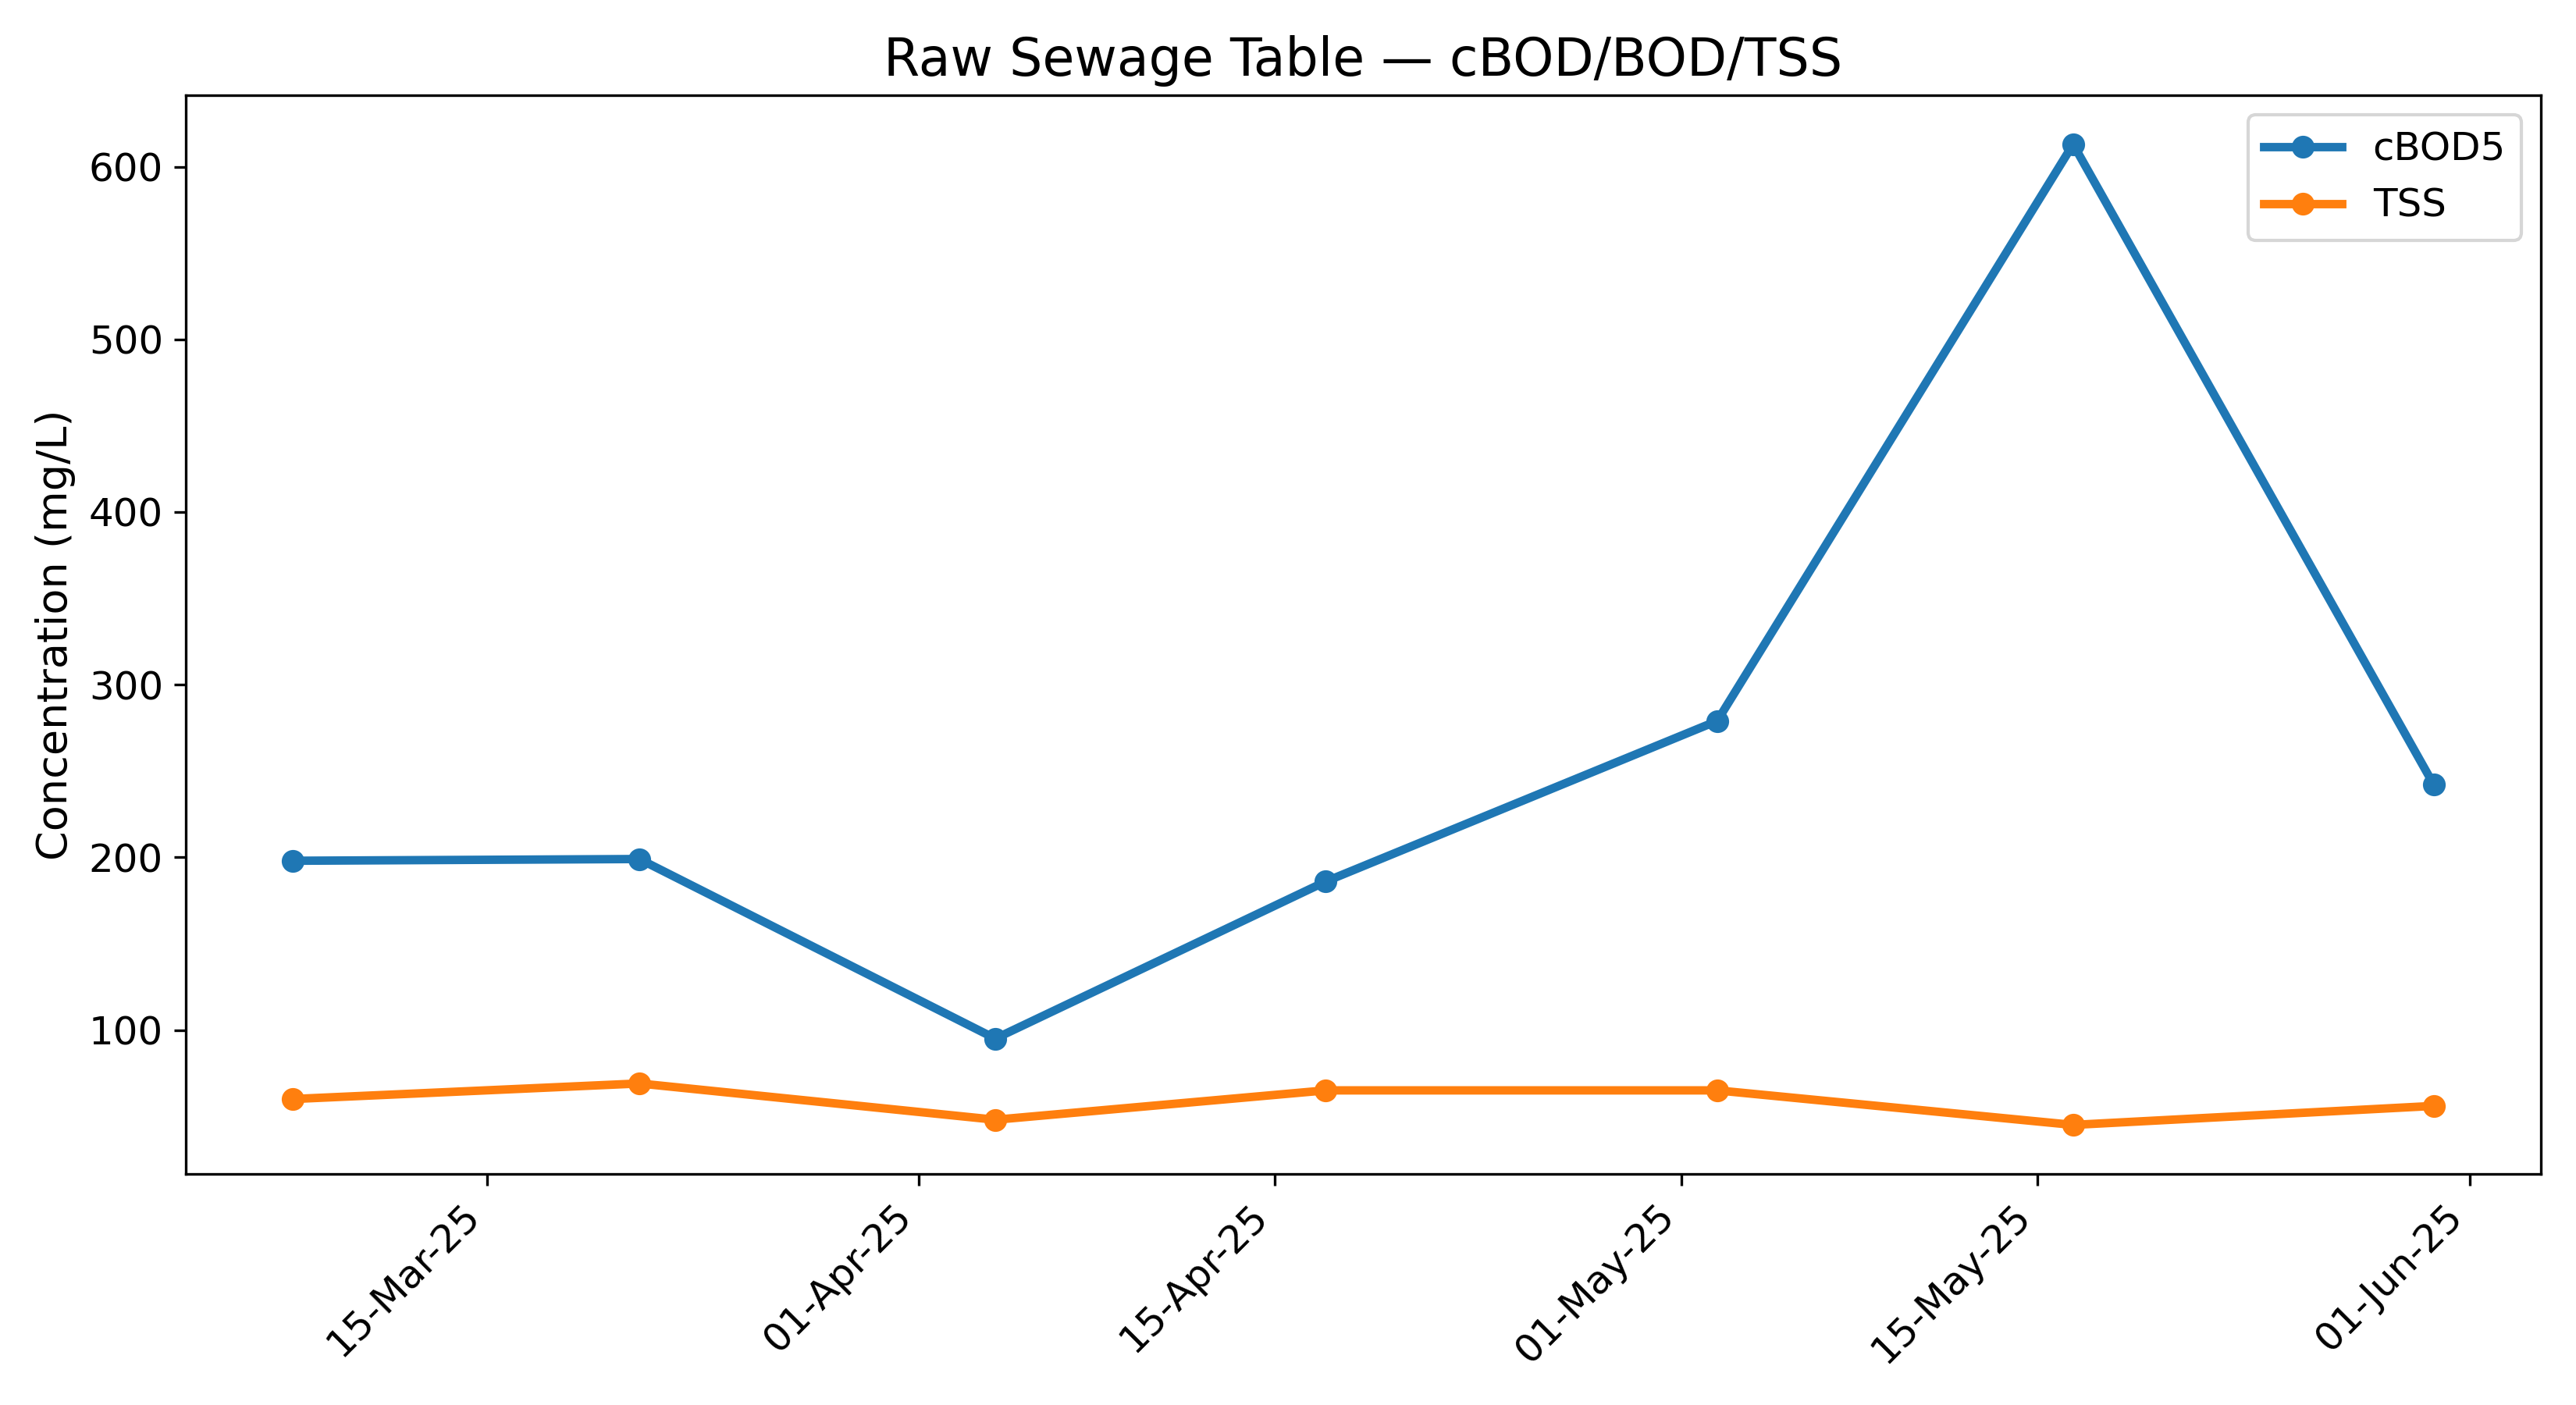 Raw Sewage Table — cBOD/BOD/TSS
cBOD5
TSS
Concentration (mg/L)
600
500
400
300
200
100
15-Mar-25
01-Apr-25
15-Apr-25
01-May-25
15-May-25
01-Jun-25